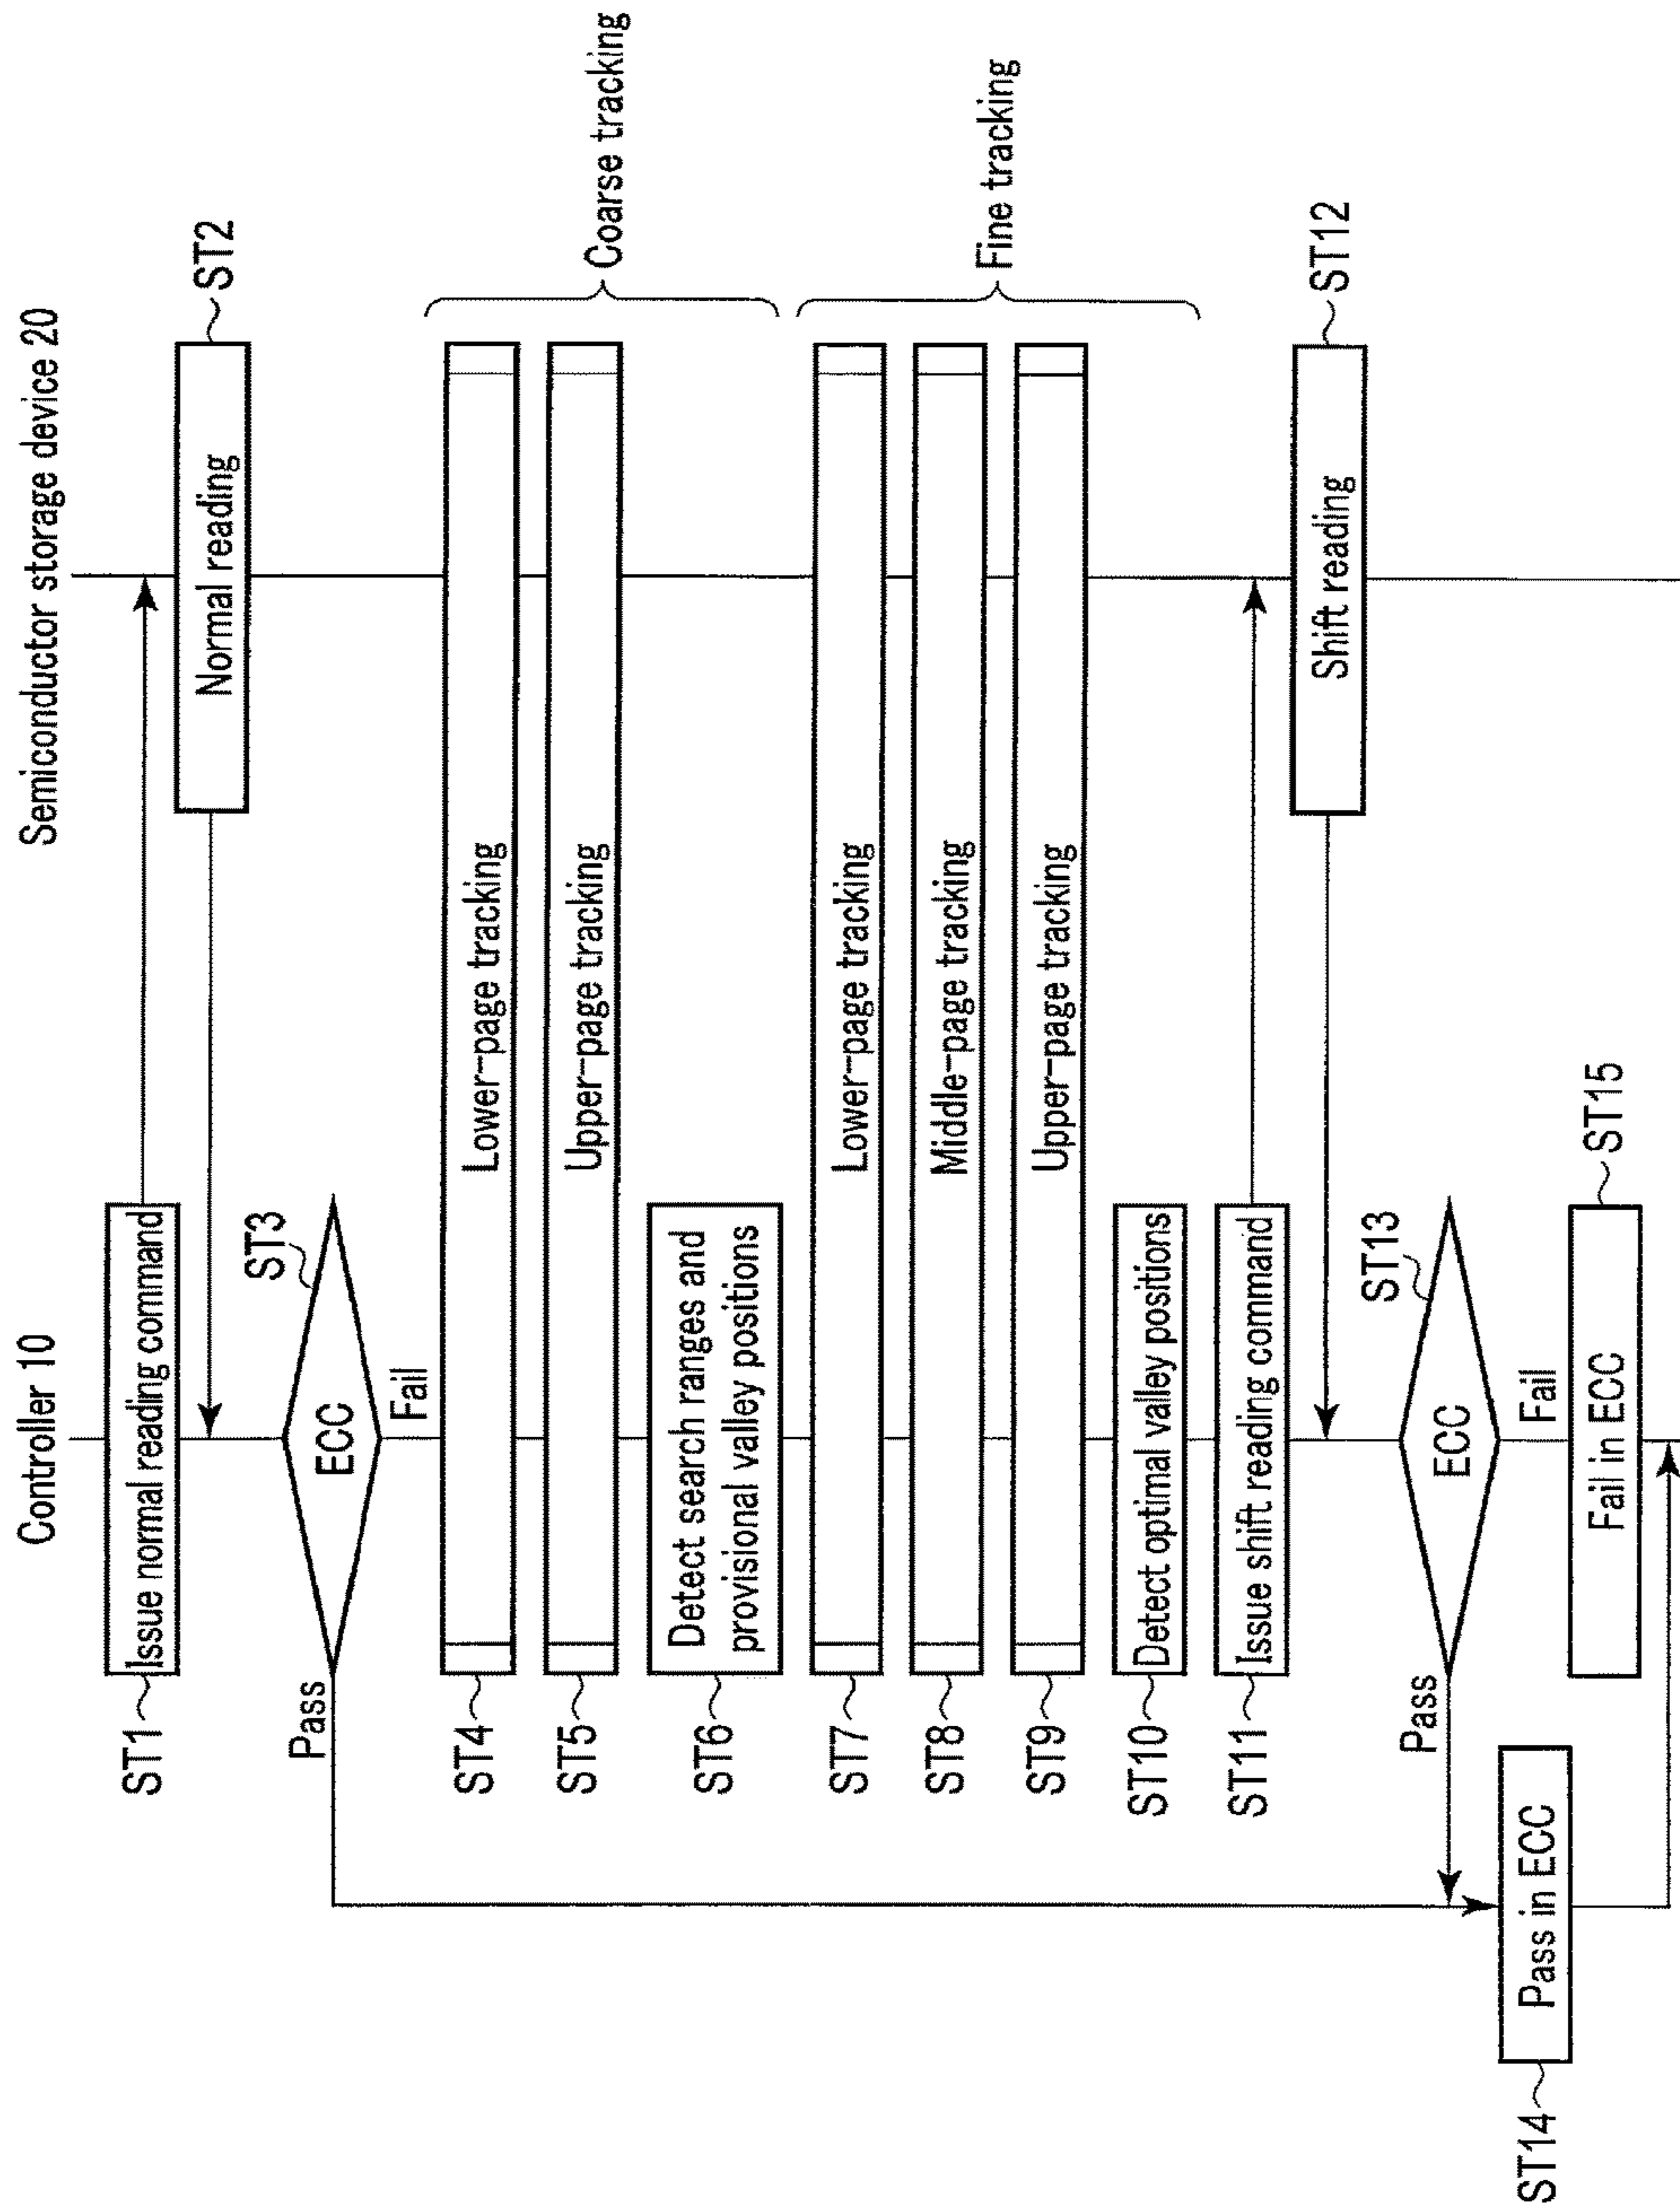 Controller 10
Semiconductor storage device 20
ST1
Issue normal reading command
Normal reading
ST2
ST3
ECC
Pass
Fail
ST4
Lower-page tracking
ST5
Upper-page tracking
Coarse tracking
ST6
Detect search ranges and
provisional valley positions
ST7
Lower-page tracking
ST8
Middle-page tracking
Fine tracking
ST9
Upper-page tracking
ST10
Detect optimal valley positions
ST11
Issue shift reading command
Shift reading
ST12
ST13
ECC
Pass
Fail
ST14
Pass in ECC
Fail in ECC
ST15